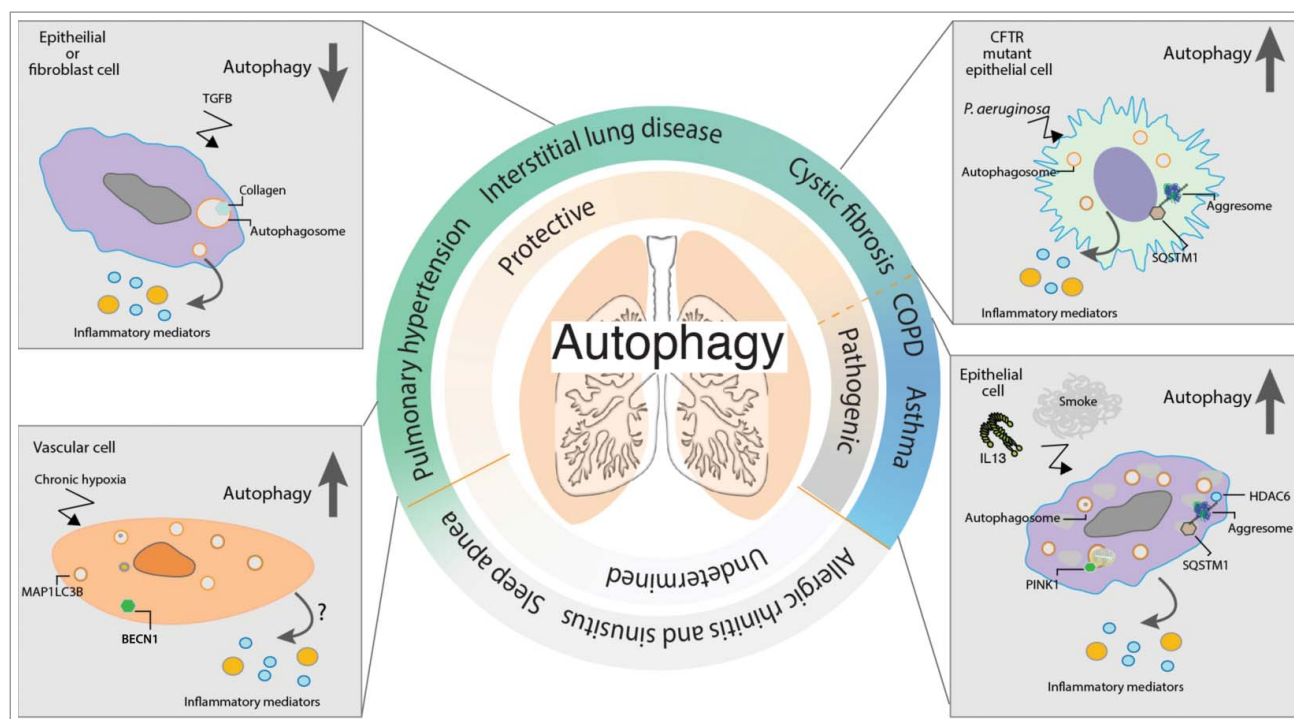 Epitheilial
or
fibroblast cell
Autophagy
TGFB
Collagen
Autophagosome
Inflammatory mediators
CFTR
mutant
epithelial cell
Autophagy
P. aeruginosa
Autophagosome
Aggresome
SQSTM1
Inflammatory mediators
Interstitial lung disease
Cystic fibrosis
Pulmonary hypertension
Protective
COPD
Asthma
Pathogenic
Autophagy
Undetermined
Sleep apnea
Allergic rhinitis and sinusitus
Vascular cell
Chronic hypoxia
Autophagy
MAP1LC3B
BECN1
?
Inflammatory mediators
Epithelial
cell
Smoke
Autophagy
IL13
HDAC6
Autophagosome
Aggresome
SQSTM1
PINK1
Inflammatory mediators